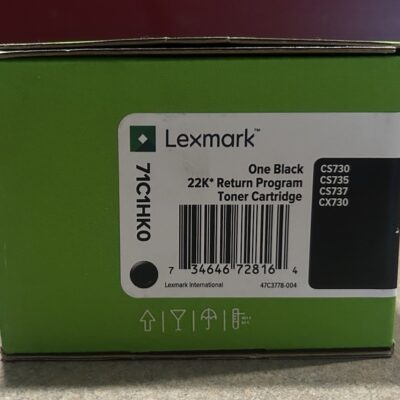 Lexmark™
71C1HK0
One Black
22K* Return Program
Toner Cartridge
CS730
CS735
CS737
CX730
7 34646 72816 4
Lexmark International
47C3778-004